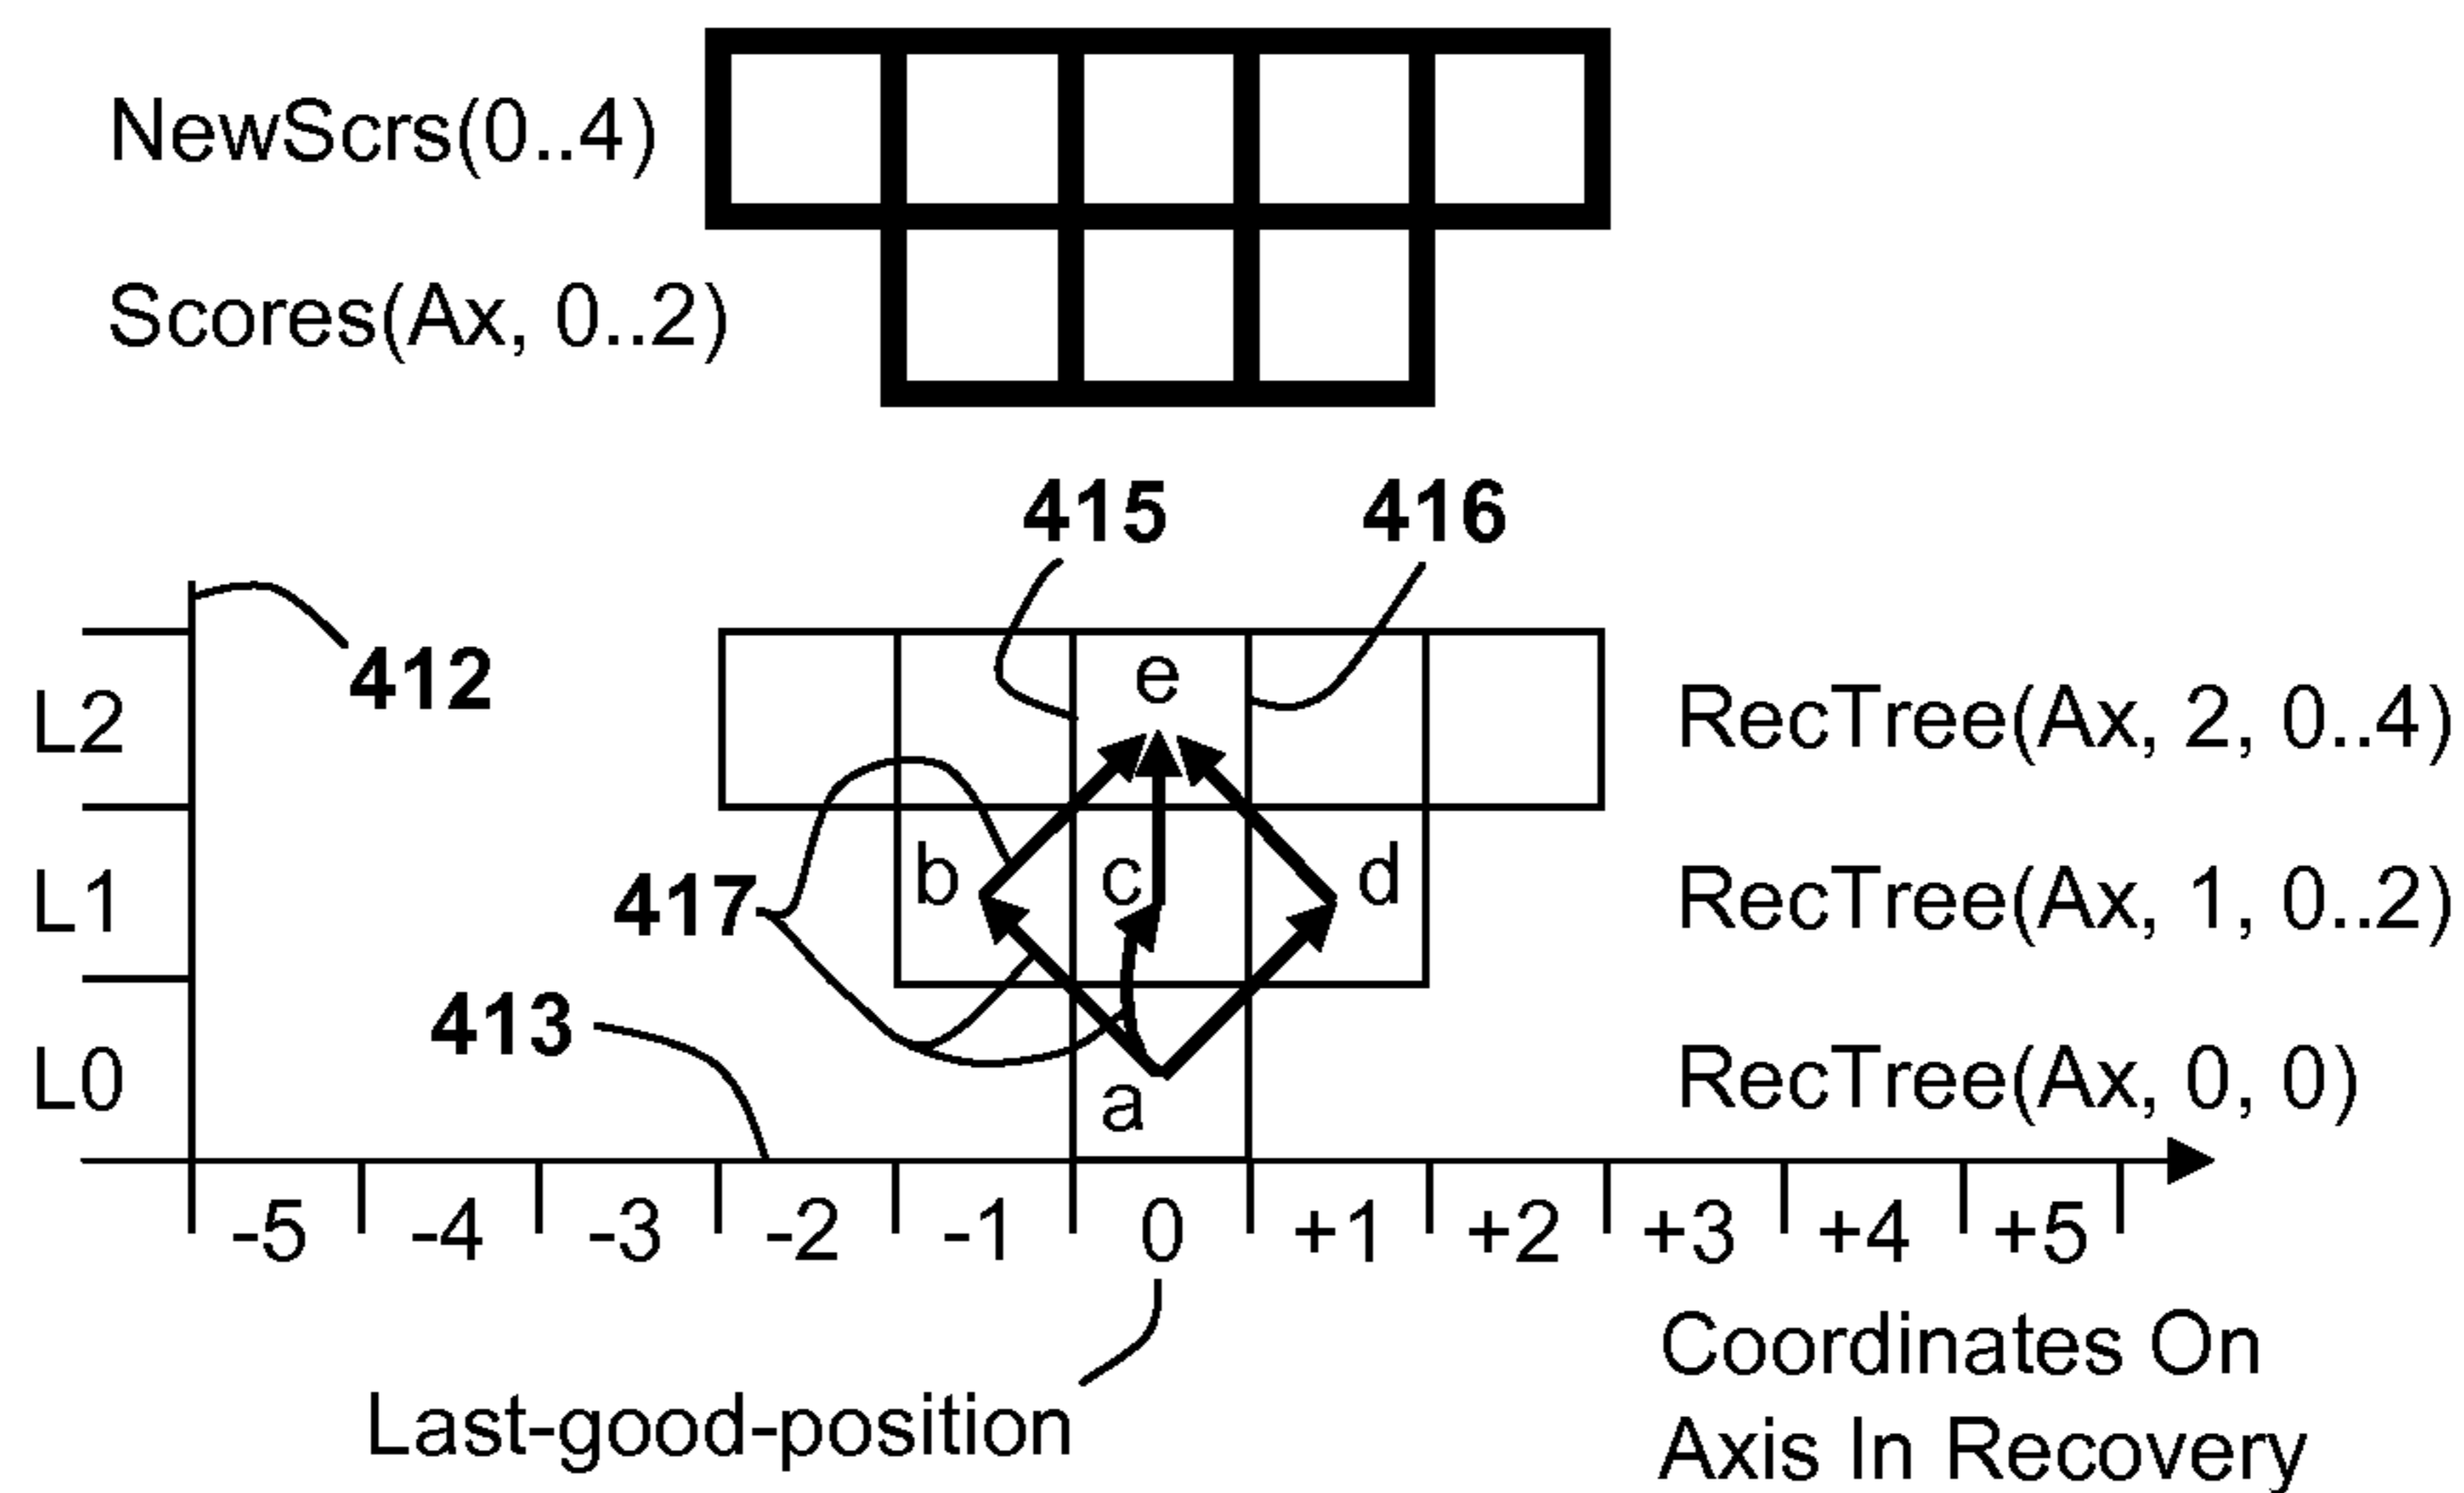 NewScrs(0..4)
Scores(Ax, 0..2)
415 416
412
e
L2 RecTree(Ax, 2, 0..4)
b c d
417
L1 RecTree(Ax, 1, 0..2)
413
L0 RecTree(Ax, 0, 0)
a
-5 -4 -3 -2 -1 0 +1 +2 +3 +4 +5
Coordinates On
Last-good-position
Axis In Recovery